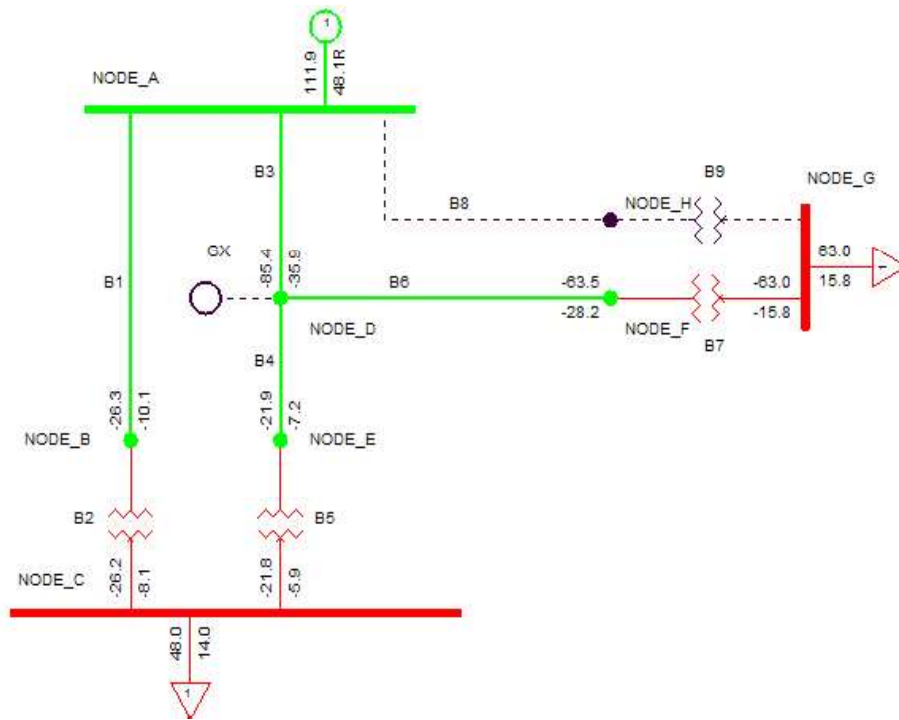 1
111.9
48.1R
NODE_A
B3
B9
NODE_G
B8
NODE_H
GX
-85.4
-35.9
63.0
15.8
B1
B6
-63.5
-28.2
-63.0
-15.8
NODE_D
NODE_F
B7
B4
-26.3
-10.1
-21.9
-7.2
NODE_B
NODE_E
B2
B5
NODE_C
-26.2
-8.1
-21.8
-5.9
48.0
14.0
1